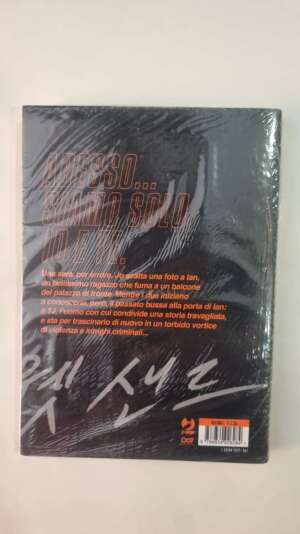 ADESSO...
SIAMO SOLO
IO E TE.
Una sera, per errore, Jo scatta una foto a Ian,
un bellissimo ragazzo che fuma a un balcone
del palazzo di fronte. Mentre i due iniziano
a conoscersi, però, il passato bussa alla porta di Ian:
è TJ, l'uomo con cui condivide una storia travagliata,
e sta per trascinarlo di nuovo in un torbido vortice
di violenza e intrighi criminali...
웻 샌드